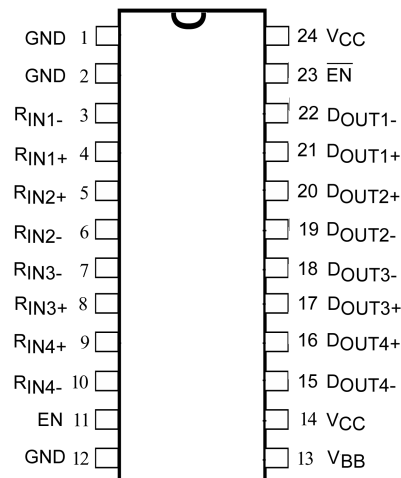 GND 1 24 VCC
GND 2 23 E̅N̅
RIN1- 3 22 DOUT1-
RIN1+ 4 21 DOUT1+
RIN2+ 5 20 DOUT2+
RIN2- 6 19 DOUT2-
RIN3- 7 18 DOUT3-
RIN3+ 8 17 DOUT3+
RIN4+ 9 16 DOUT4+
RIN4- 10 15 DOUT4-
EN 11 14 VCC
GND 12 13 VBB